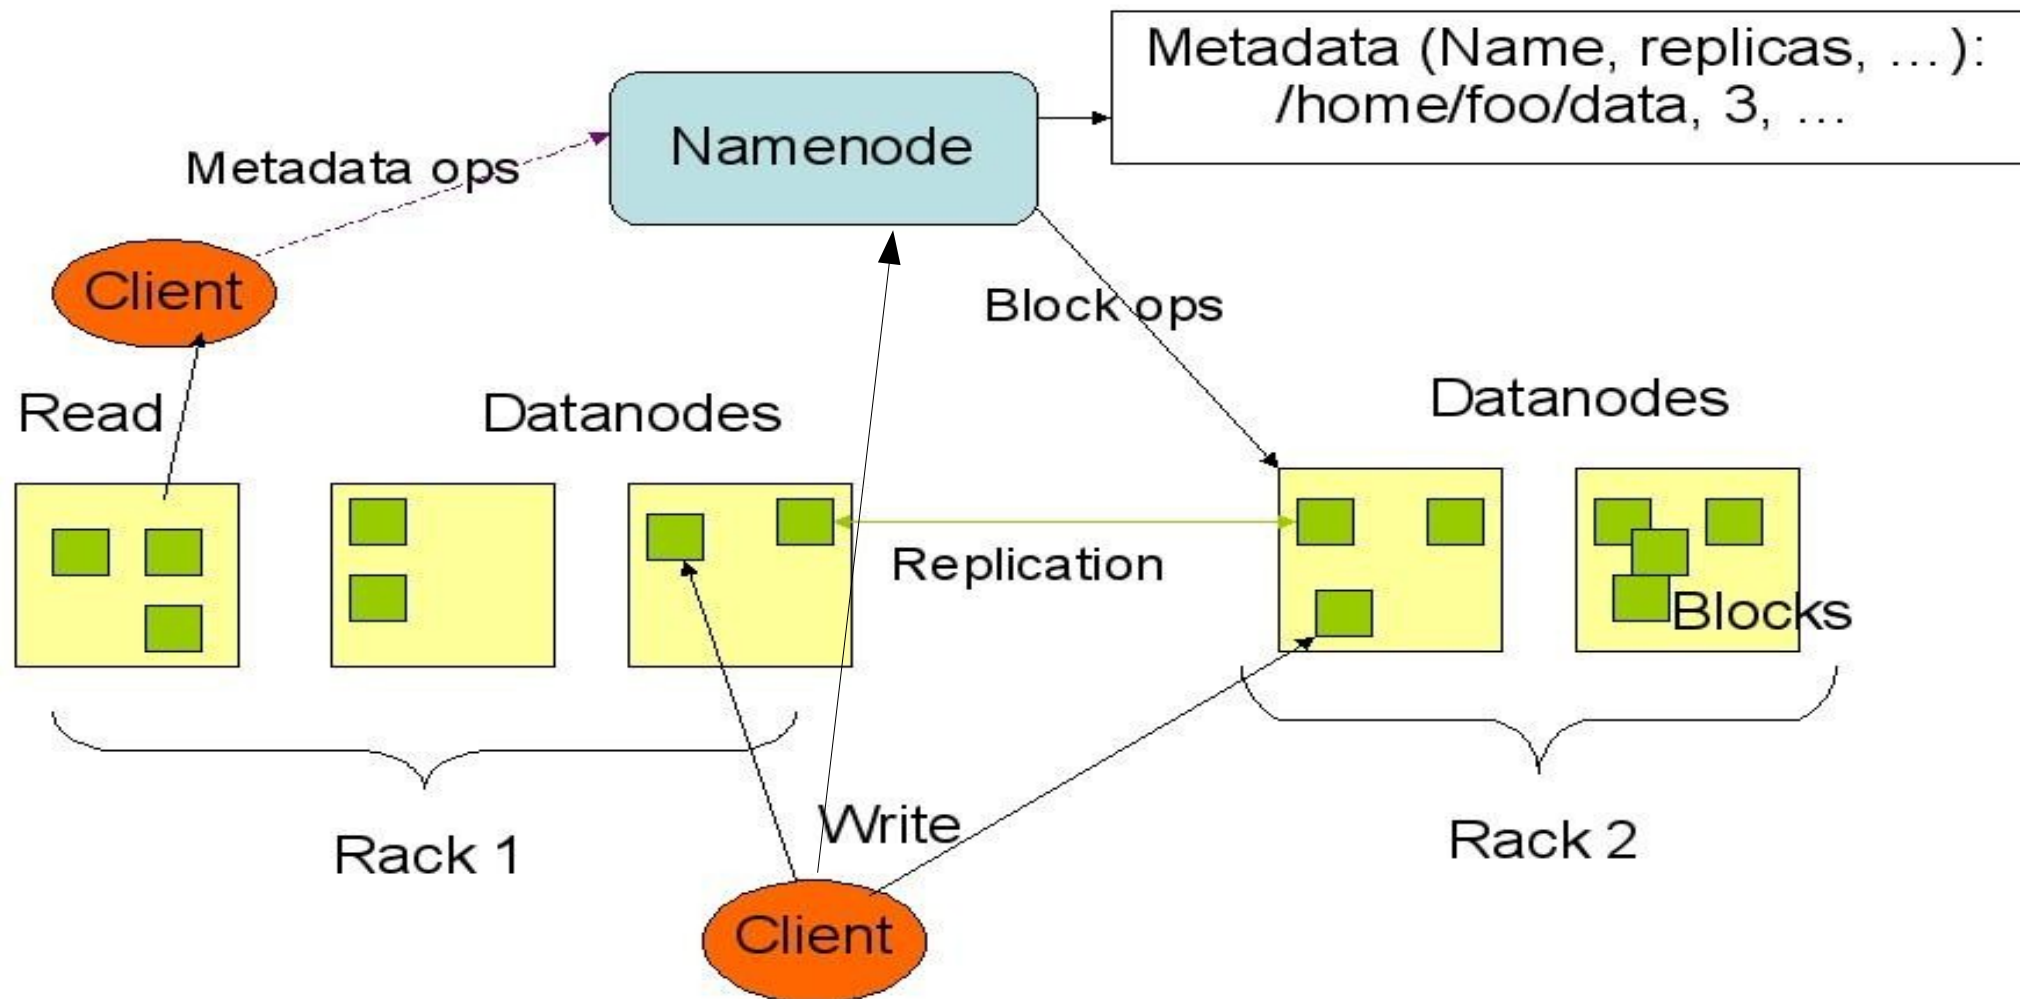 Metadata (Name, replicas, …):
/home/foo/data, 3, …
Namenode
Metadata ops
Client
Block ops
Read
Datanodes
Datanodes
Replication
Blocks
Rack 1
Write
Rack 2
Client